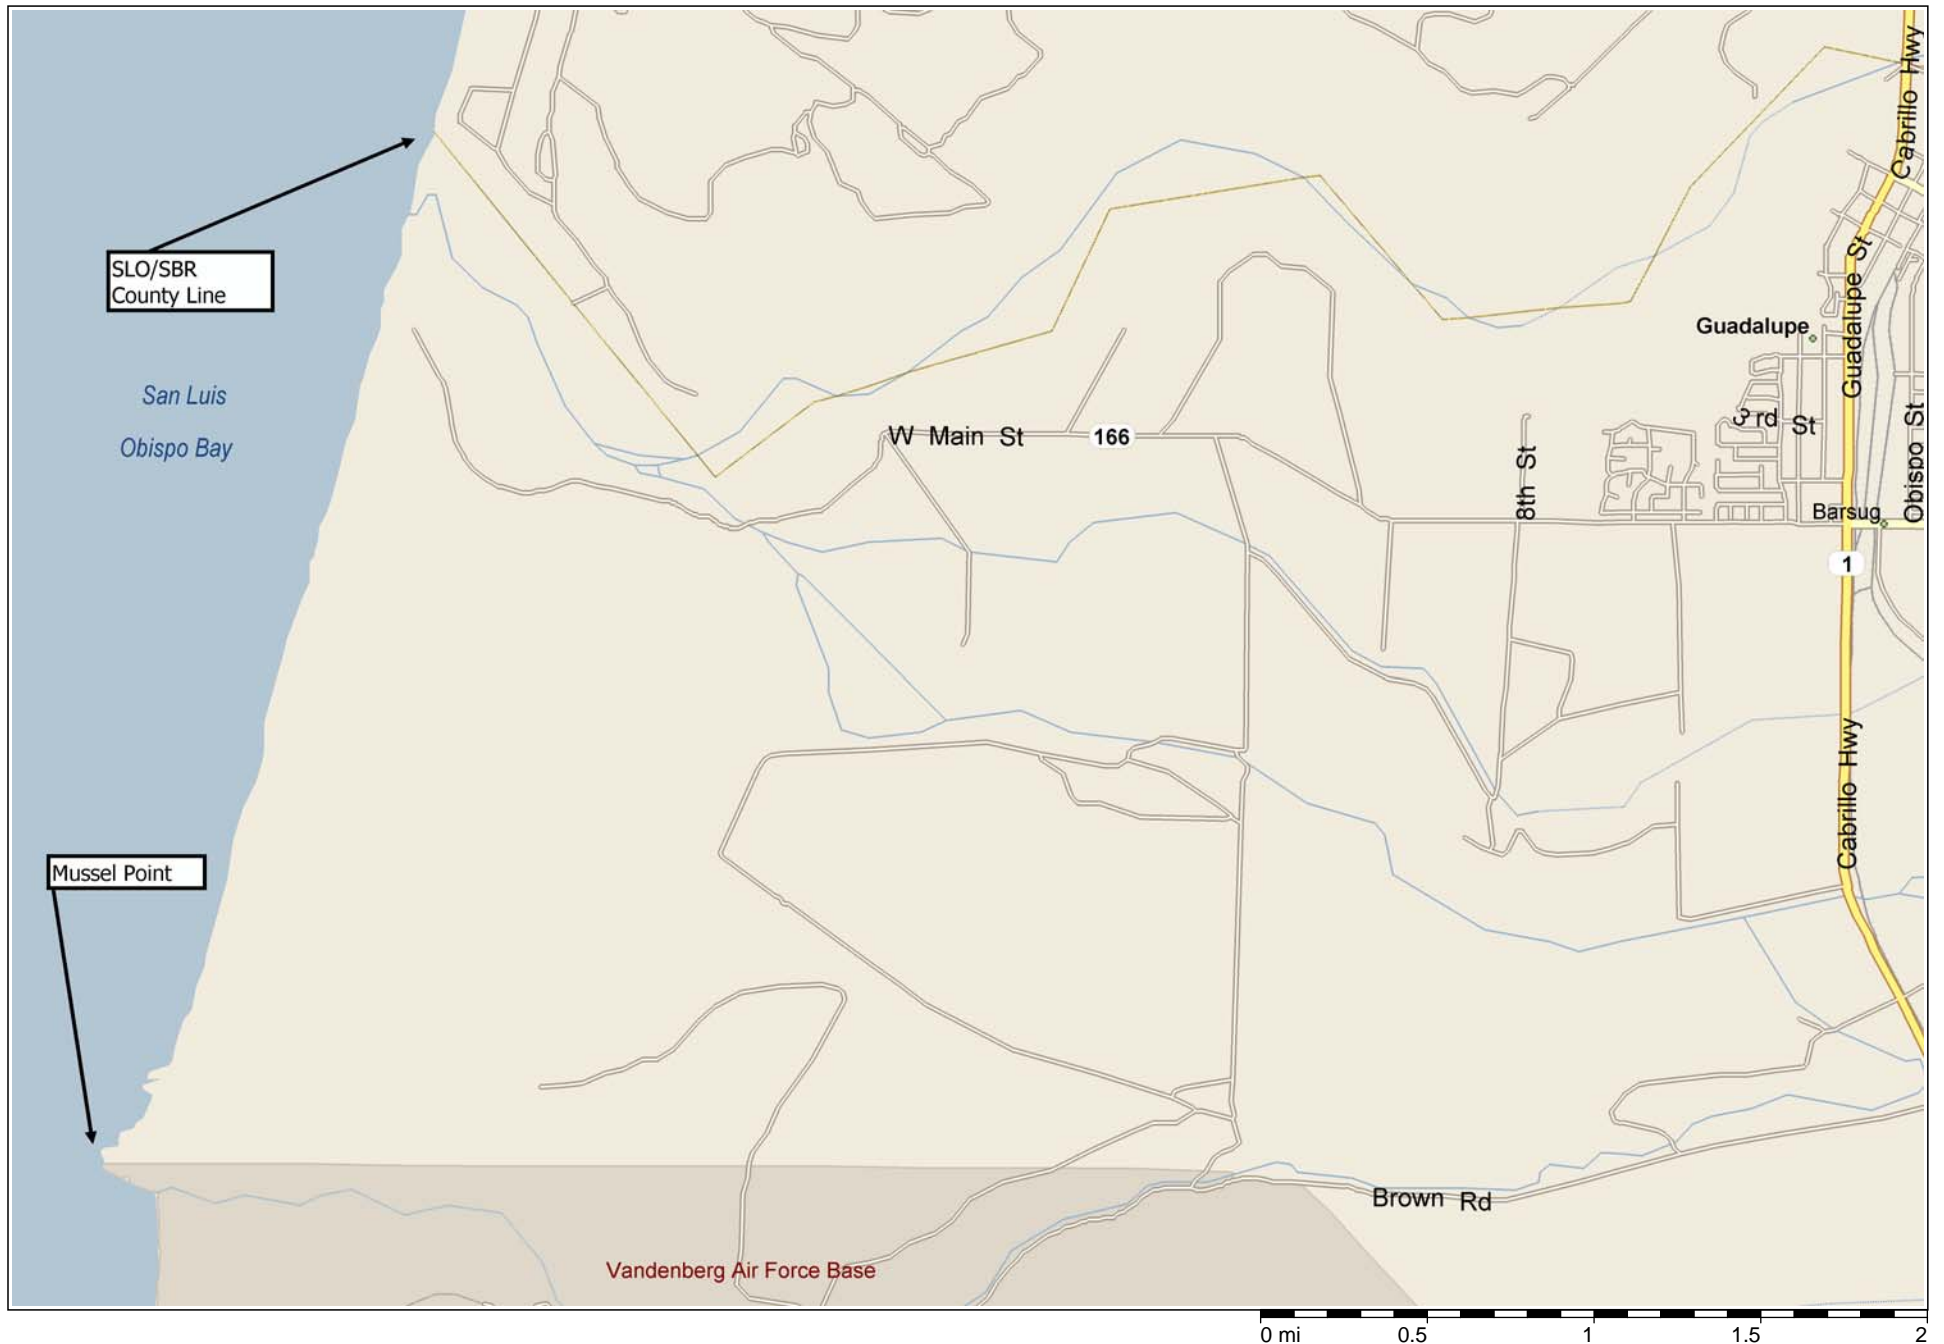 Cabrillo Hwy
SLO/SBR
County Line
Guadalupe St
Guadalupe
San Luis
Obispo Bay
W Main St
166
3rd St
8th St
Obispo St
Barsug
1
Cabrillo Hwy
Mussel Point
Brown Rd
Vandenberg Air Force Base
0 mi 0.5 1 1.5 2